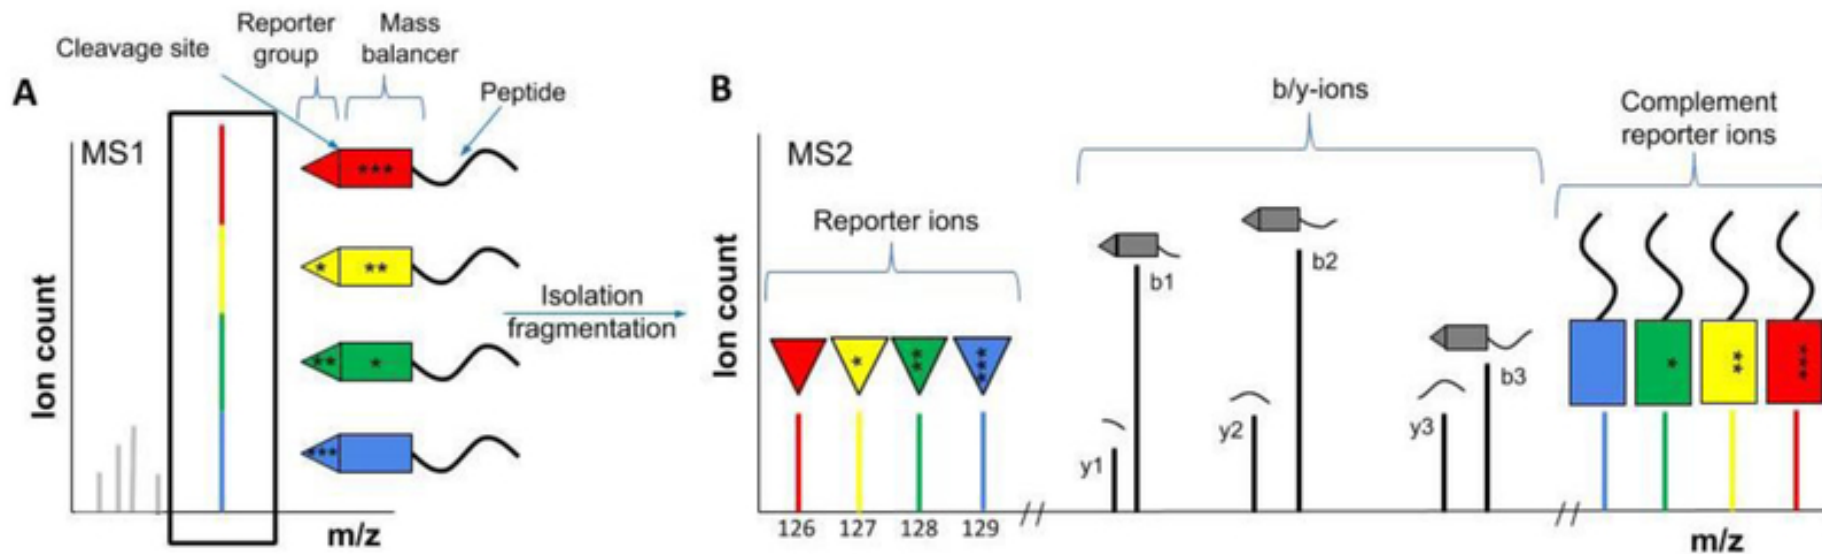 A
MS1
Cleavage site
Reporter
group
Mass
balancer
Peptide
***
*
**
**
*
***
Ion count
m/z
Isolation
fragmentation
B
MS2
Ion count
Reporter ions
*
**
***
126
127
128
129
b/y-ions
b1
b2
b3
y1
y2
y3
//
//
Complement
reporter ions
*
**
***
m/z